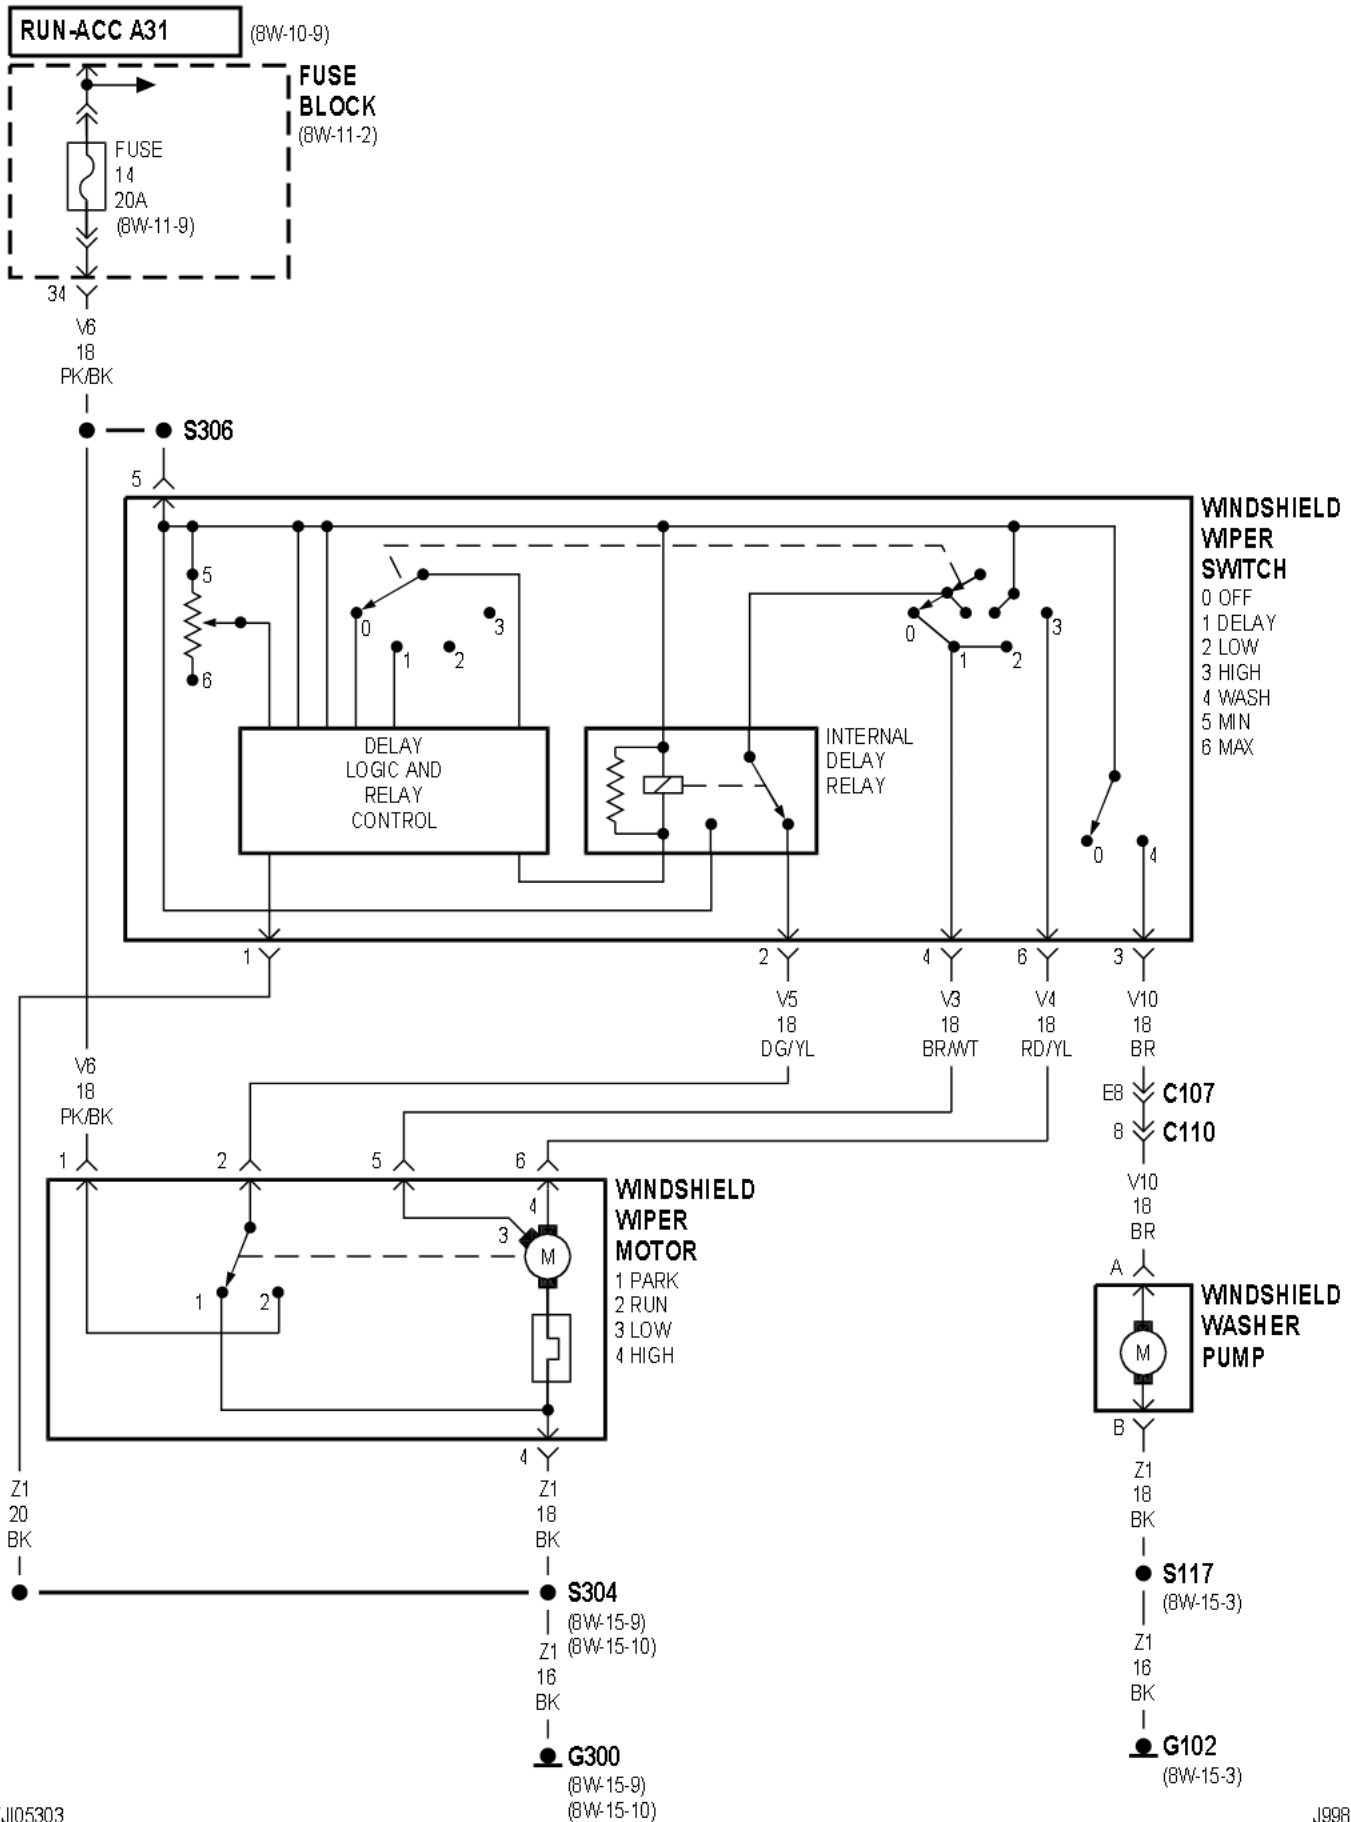 RUN-ACC A31
(8W-10-9)
FUSE
BLOCK
(8W-11-2)
FUSE
14
20A
(8W-11-9)
34
V6
18
PK/BK
S306
5
WINDSHIELD
WIPER
SWITCH
0 OFF
1 DELAY
2 LOW
3 HIGH
4 WASH
5 MIN
6 MAX
5
6
0
1
2
3
0
1
2
3
DELAY
LOGIC AND
RELAY
CONTROL
INTERNAL
DELAY
RELAY
0
4
1
2
4
6
3
V5
18
DG/YL
V3
18
BR/WT
V4
18
RD/YL
V10
18
BR
E8
C107
8
C110
V6
18
PK/BK
1
2
5
6
WINDSHIELD
WIPER
MOTOR
1 PARK
2 RUN
3 LOW
4 HIGH
4
3
M
1
2
4
V10
18
BR
A
WINDSHIELD
WASHER
PUMP
M
B
Z1
20
BK
Z1
18
BK
S304
(8W-15-9)
(8W-15-10)
Z1
16
BK
G300
(8W-15-9)
(8W-15-10)
Z1
18
BK
S117
(8W-15-3)
Z1
16
BK
G102
(8W-15-3)
JI05303
J998